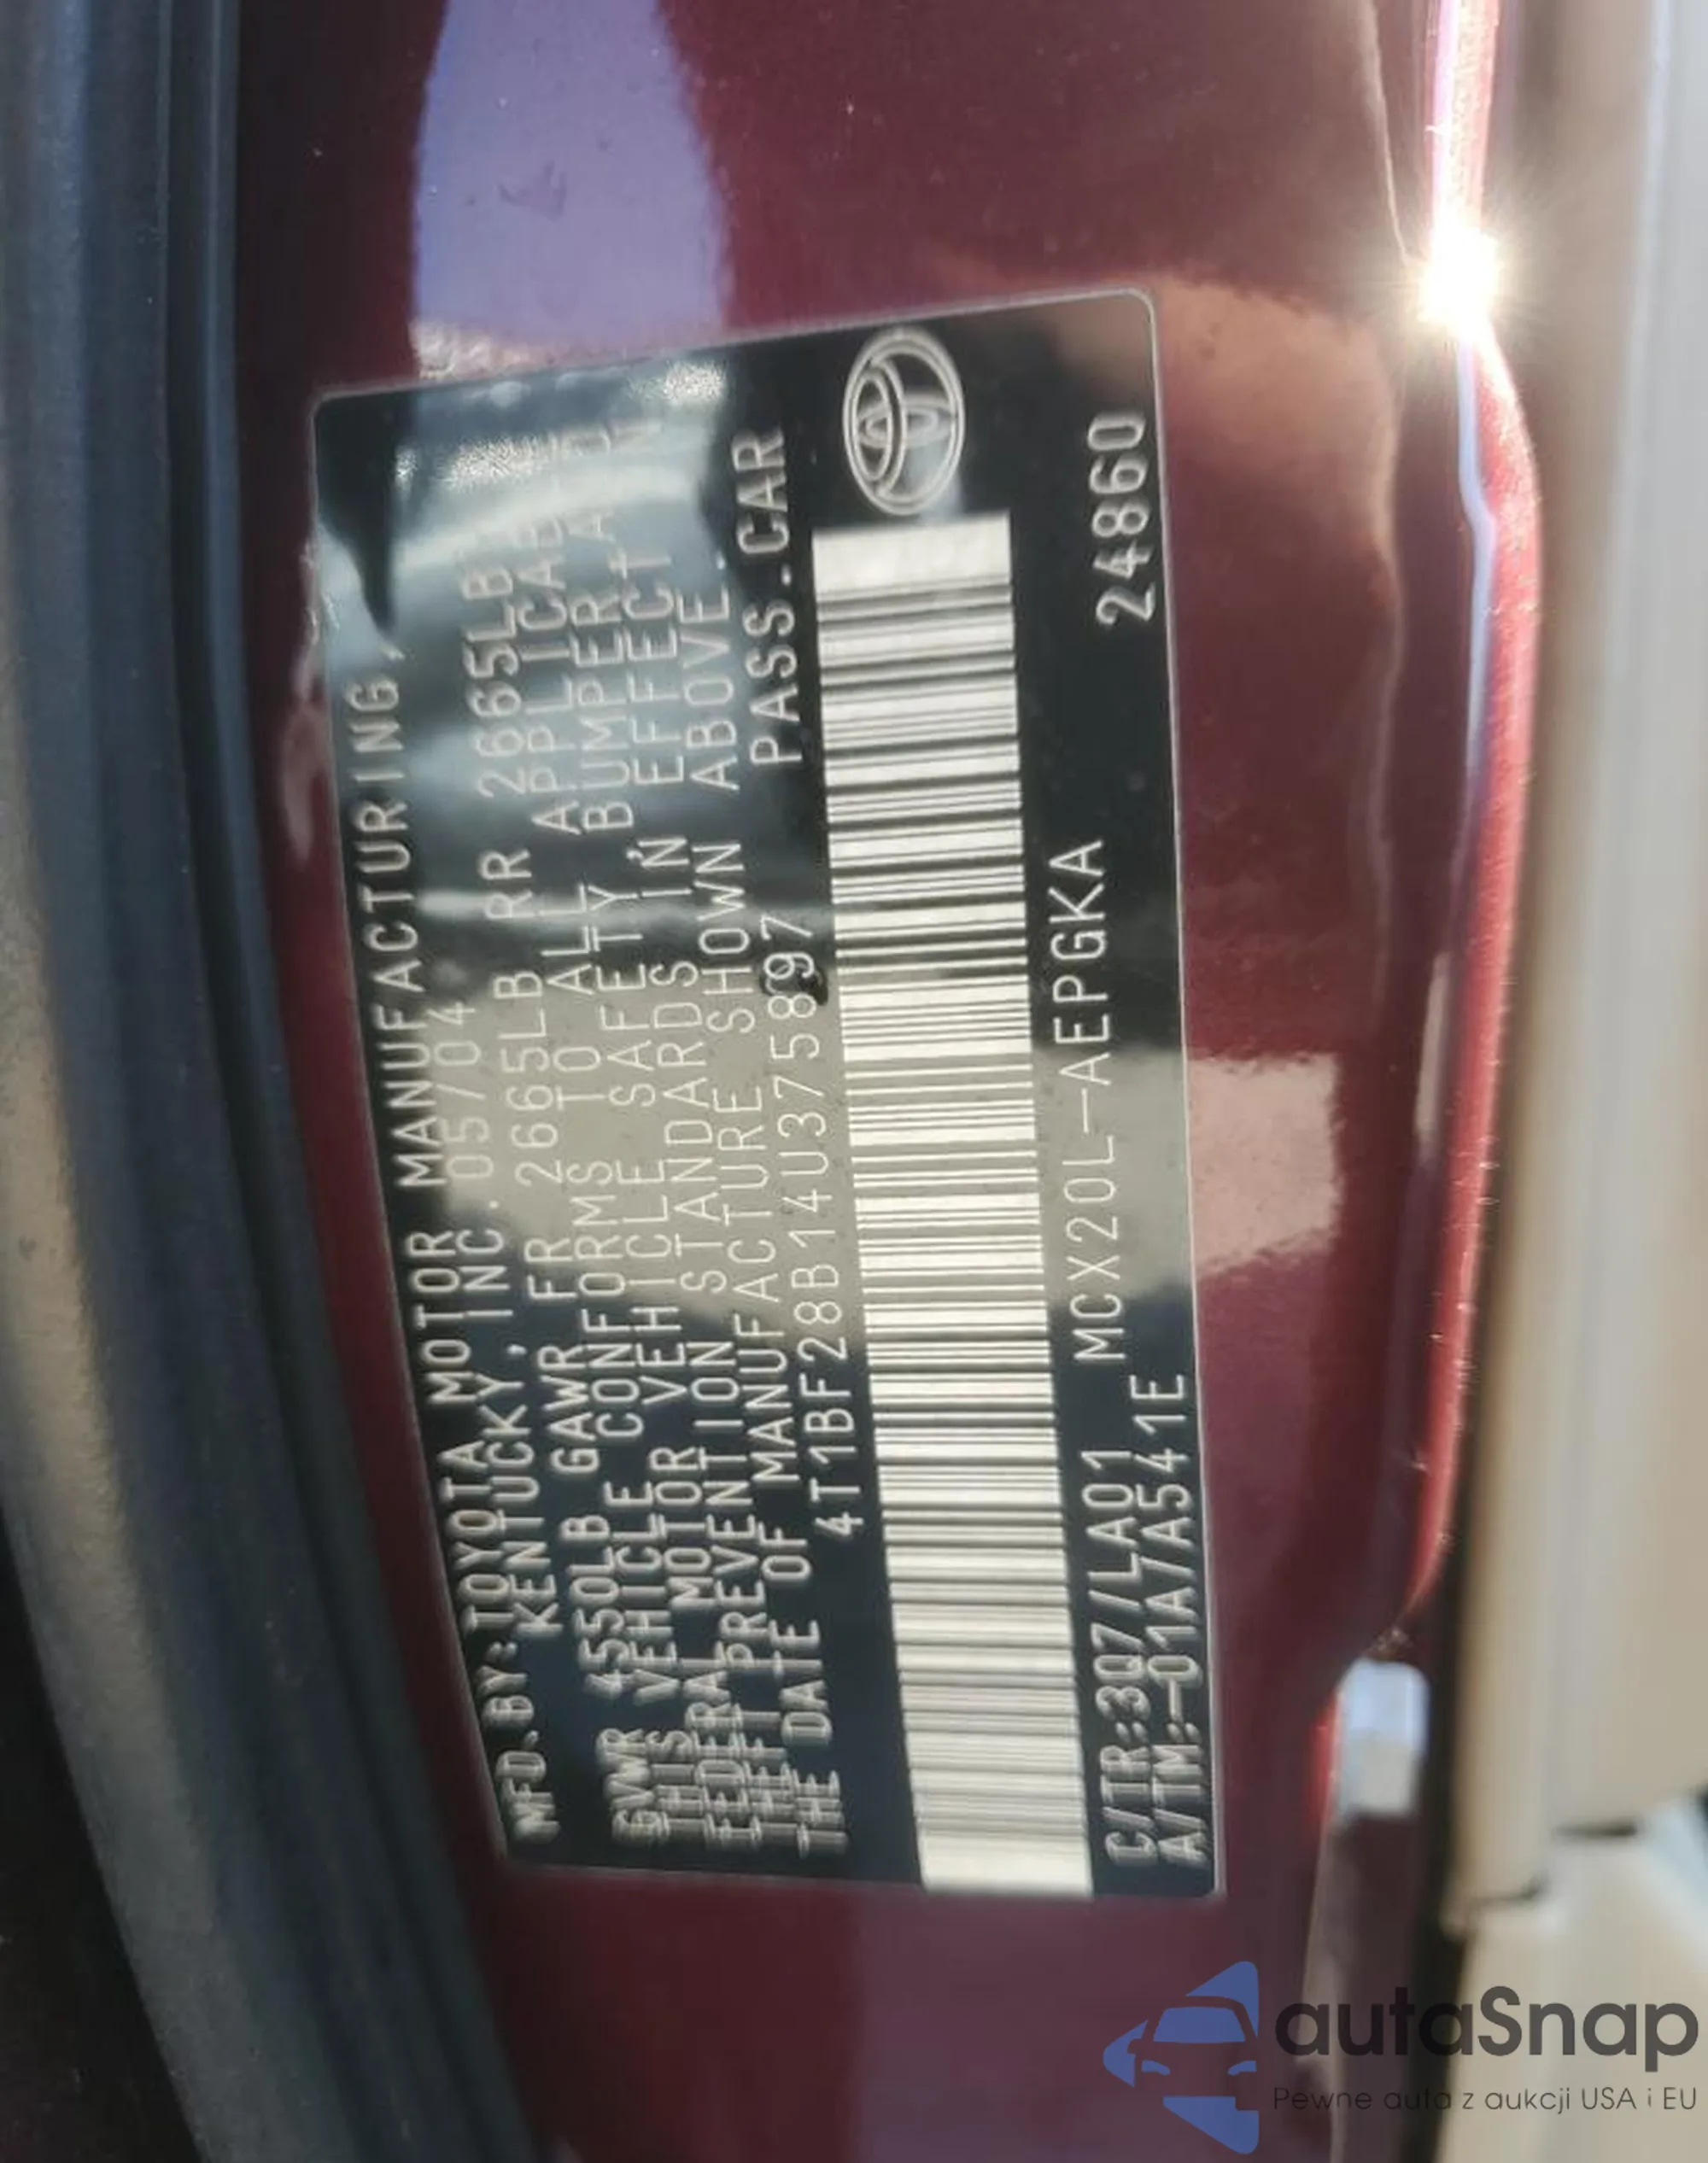 MFD.BY:TOYOTA MOTOR MANUFACTURING,
KENTUCKY, INC. 05/04
GVWR 4550LB GAWR FR 2665LB RR 2665LB
THIS VEHICLE CONFORMS TO ALL APPLICABLE
FEDERAL MOTOR VEHICLE SAFETY, BUMPER, AND
THEFT PREVENTION STANDARDS IN EFFECT ON
THE DATE OF MANUFACTURE SHOWN ABOVE.
4T1BF28B14U375897 PASS.CAR
C/TR:3Q7/LA01 MCX20L-AEPGKA
A/TM:-01A/A541E 24860
autaSnap
Pewne auta z aukcji USA i EU